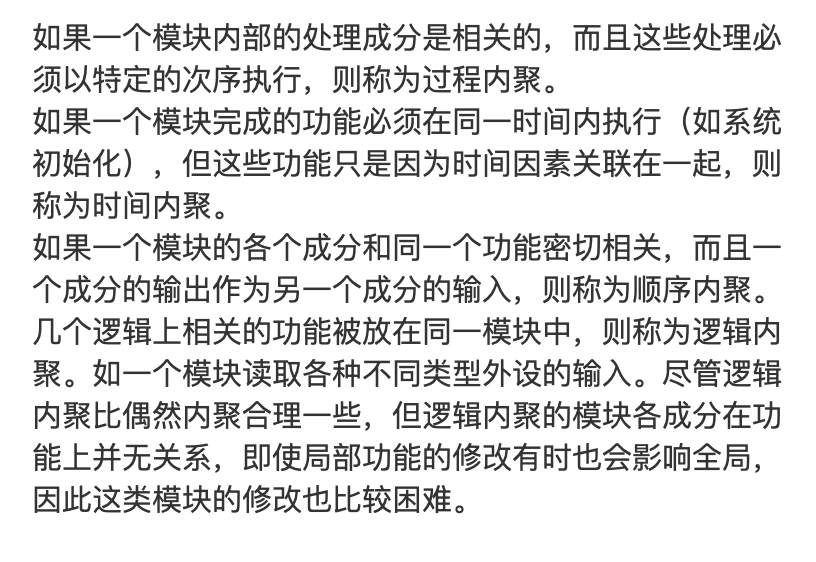 如果一个模块内部的处理成分是相关的，而且这些处理必
须以特定的次序执行，则称为过程内聚。
如果一个模块完成的功能必须在同一时间内执行（如系统
初始化），但这些功能只是因为时间因素关联在一起，则
称为时间内聚。
如果一个模块的各个成分和同一个功能密切相关，而且一
个成分的输出作为另一个成分的输入，则称为顺序内聚。
几个逻辑上相关的功能被放在同一模块中，则称为逻辑内
聚。如一个模块读取各种不同类型外设的输入。尽管逻辑
内聚比偶然内聚合理一些，但逻辑内聚的模块各成分在功
能上并无关系，即使局部功能的修改有时也会影响全局，
因此这类模块的修改也比较困难。